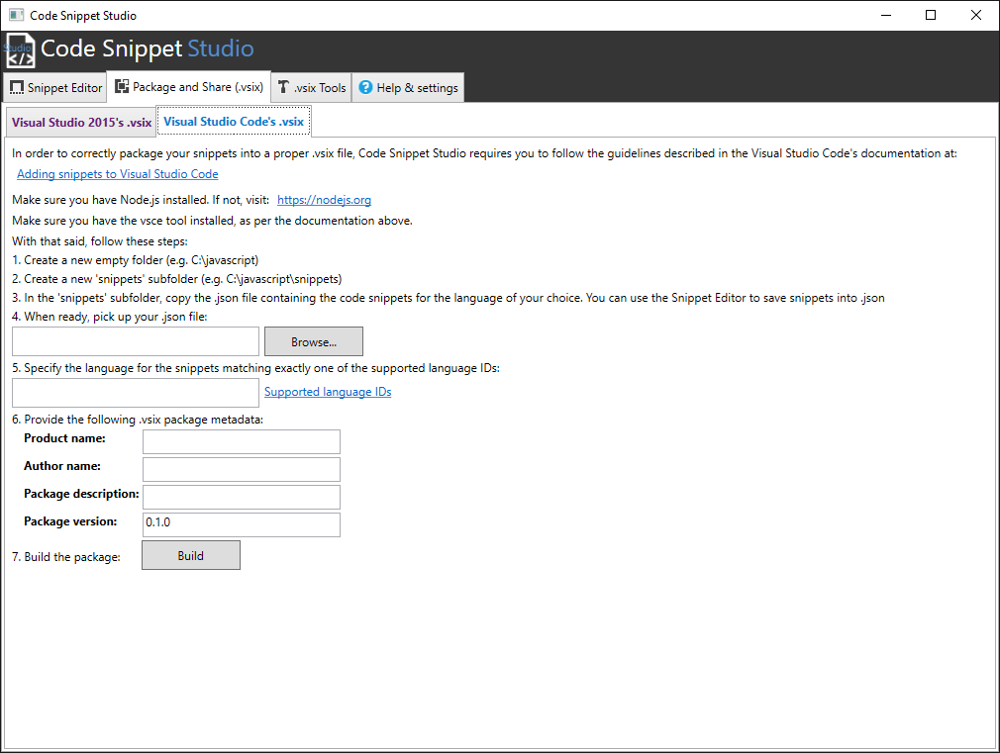 Code Snippet Studio
Studio
</>
Code Snippet Studio
Snippet Editor Package and Share (.vsix) .vsix Tools ? Help & settings
Visual Studio 2015's .vsix Visual Studio Code's .vsix
In order to correctly package your snippets into a proper .vsix file, Code Snippet Studio requires you to follow the guidelines described in the Visual Studio Code's documentation at:
Adding snippets to Visual Studio Code
Make sure you have Node.js installed. If not, visit: https://nodejs.org
Make sure you have the vsce tool installed, as per the documentation above.
With that said, follow these steps:
1. Create a new empty folder (e.g. C:\javascript)
2. Create a new 'snippets' subfolder (e.g. C:\javascript\snippets)
3. In the 'snippets' subfolder, copy the .json file containing the code snippets for the language of your choice. You can use the Snippet Editor to save snippets into .json
4. When ready, pick up your .json file:
Browse...
5. Specify the language for the snippets matching exactly one of the supported language IDs:
Supported language IDs
6. Provide the following .vsix package metadata:
Product name:
Author name:
Package description:
Package version: 0.1.0
7. Build the package: Build